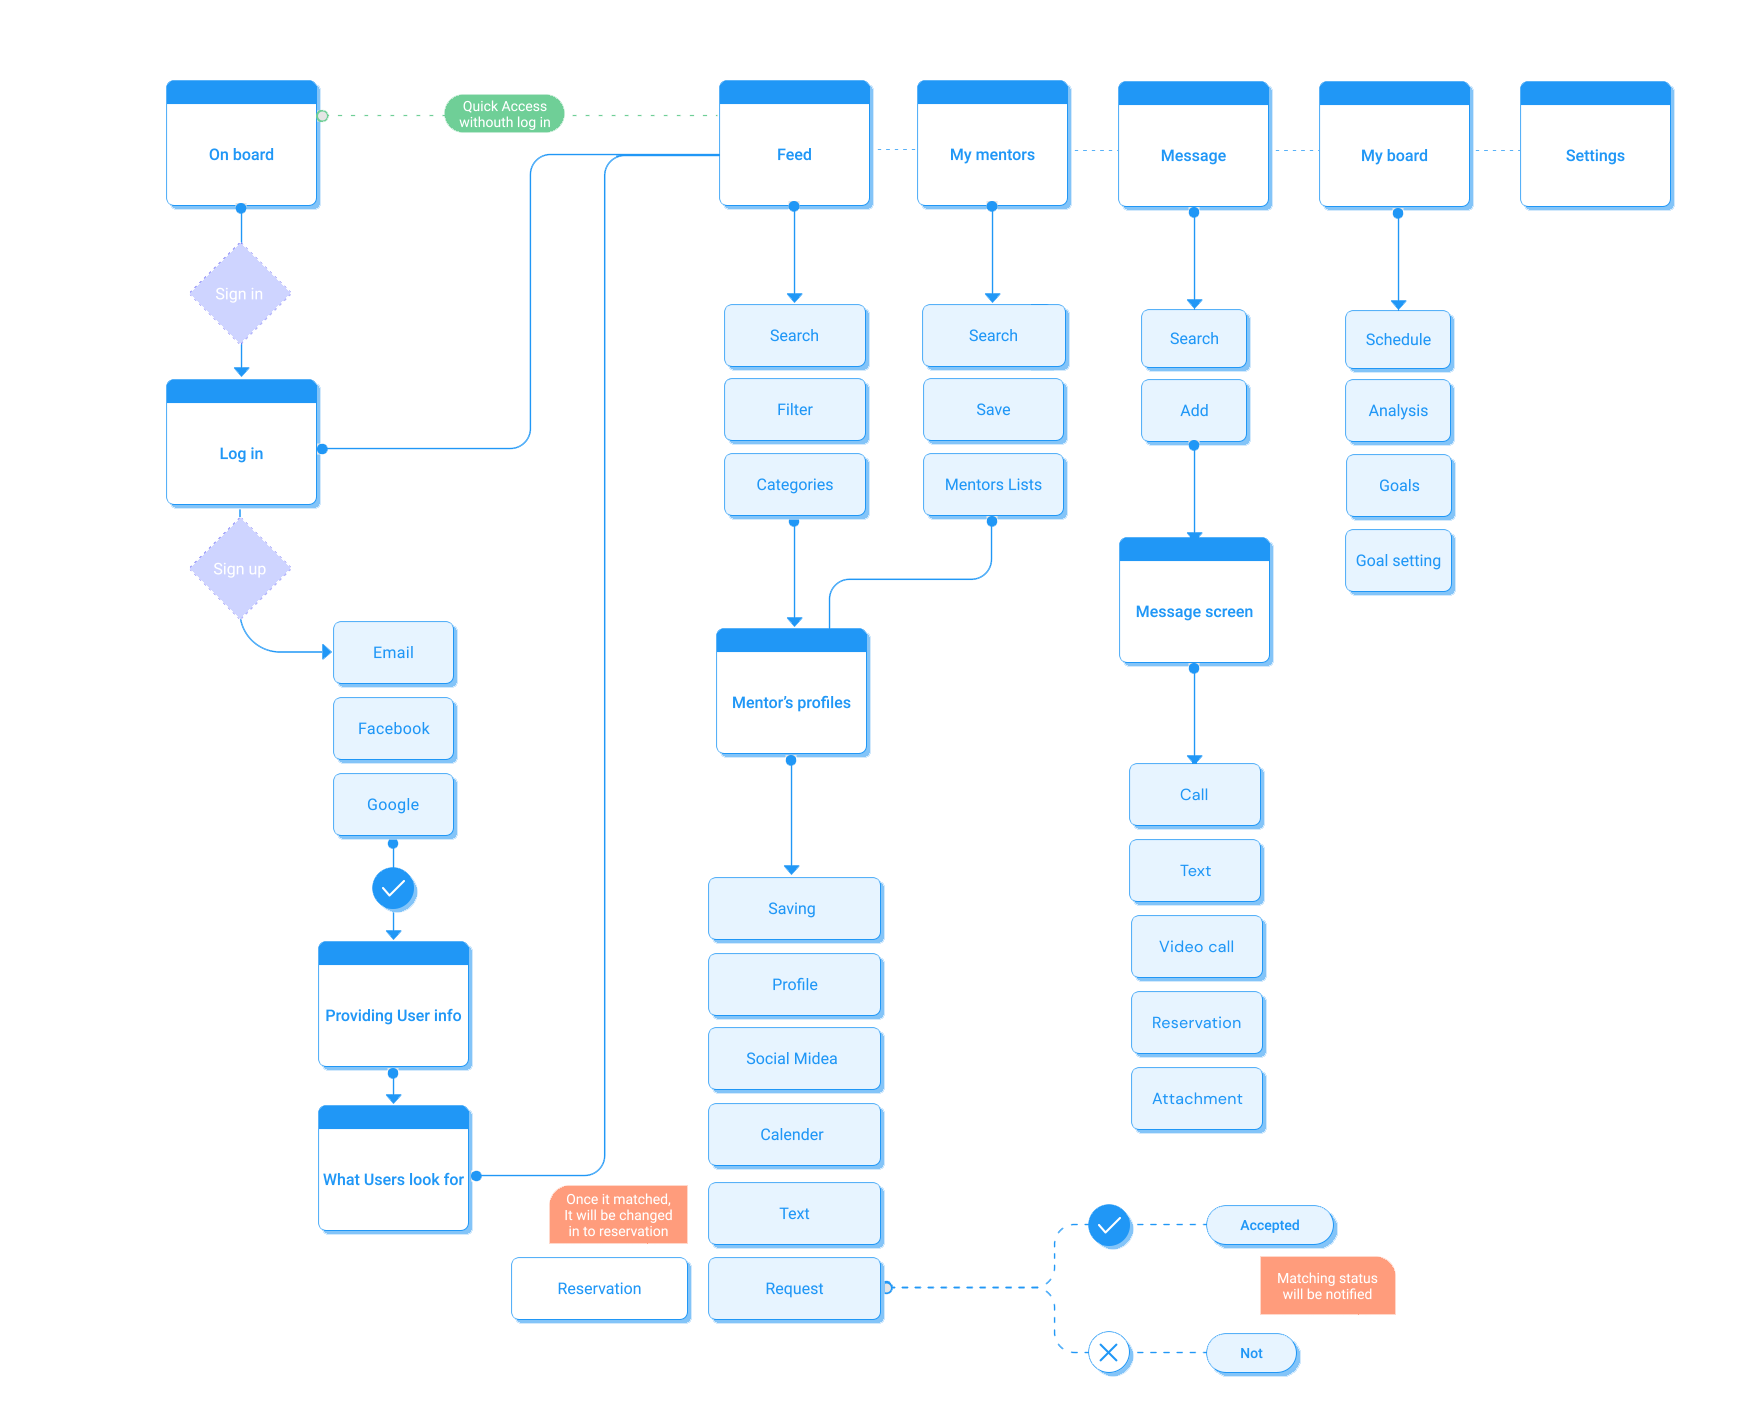 Quick Access
withouth log in
On board
Feed
My mentors
Message
My board
Settings
Sign in
Log in
Sign up
Email
Facebook
Google
Providing User info
What Users look for
Search
Filter
Categories
Search
Save
Mentors Lists
Search
Add
Schedule
Analysis
Goals
Goal setting
Mentor's profiles
Message screen
Saving
Profile
Social Midea
Calender
Text
Request
Once it matched,
It will be changed
in to reservation
Reservation
Call
Text
Video call
Reservation
Attachment
Accepted
Matching status
will be notified
Not